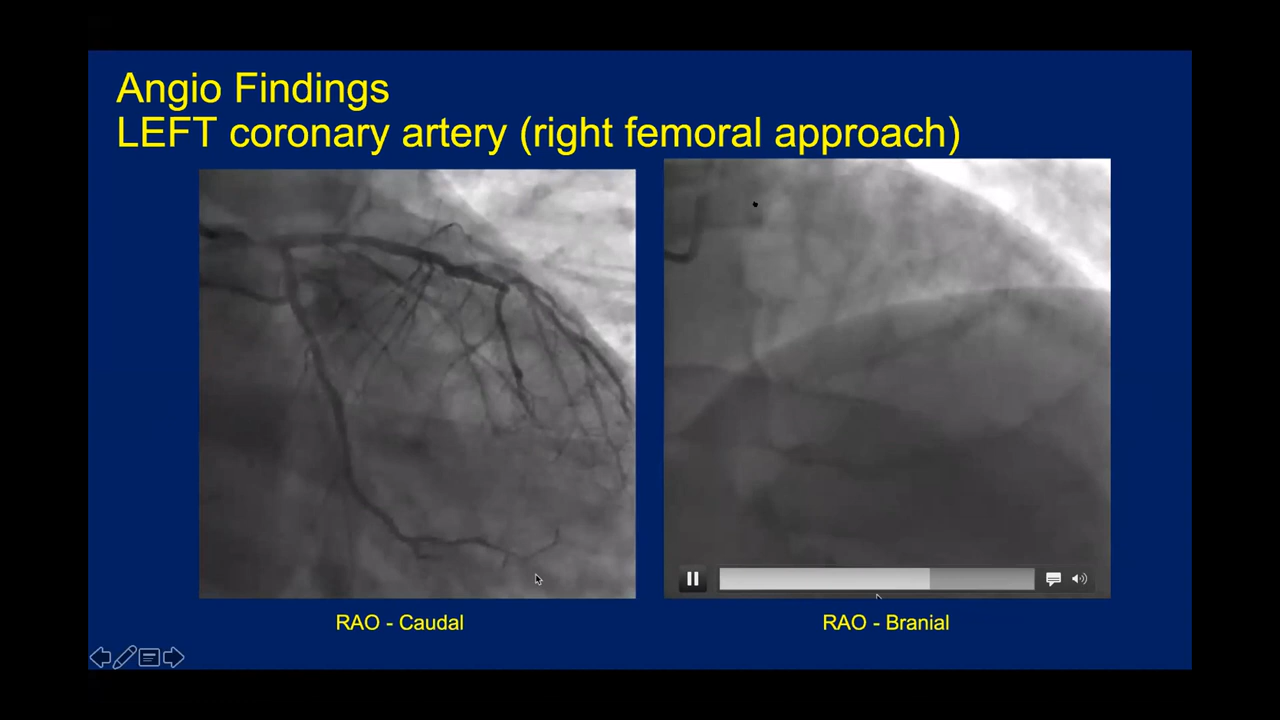 Angio Findings
LEFT coronary artery (right femoral approach)
RAO - Caudal
RAO - Branial